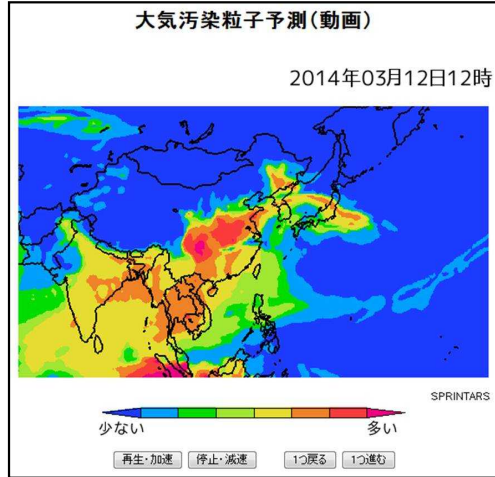 大気汚染粒子予測(動画)
2014年03月12日12時
SPRINTARS
少ない 多い
再生・加速 停止・減速 1つ戻る 1つ進む